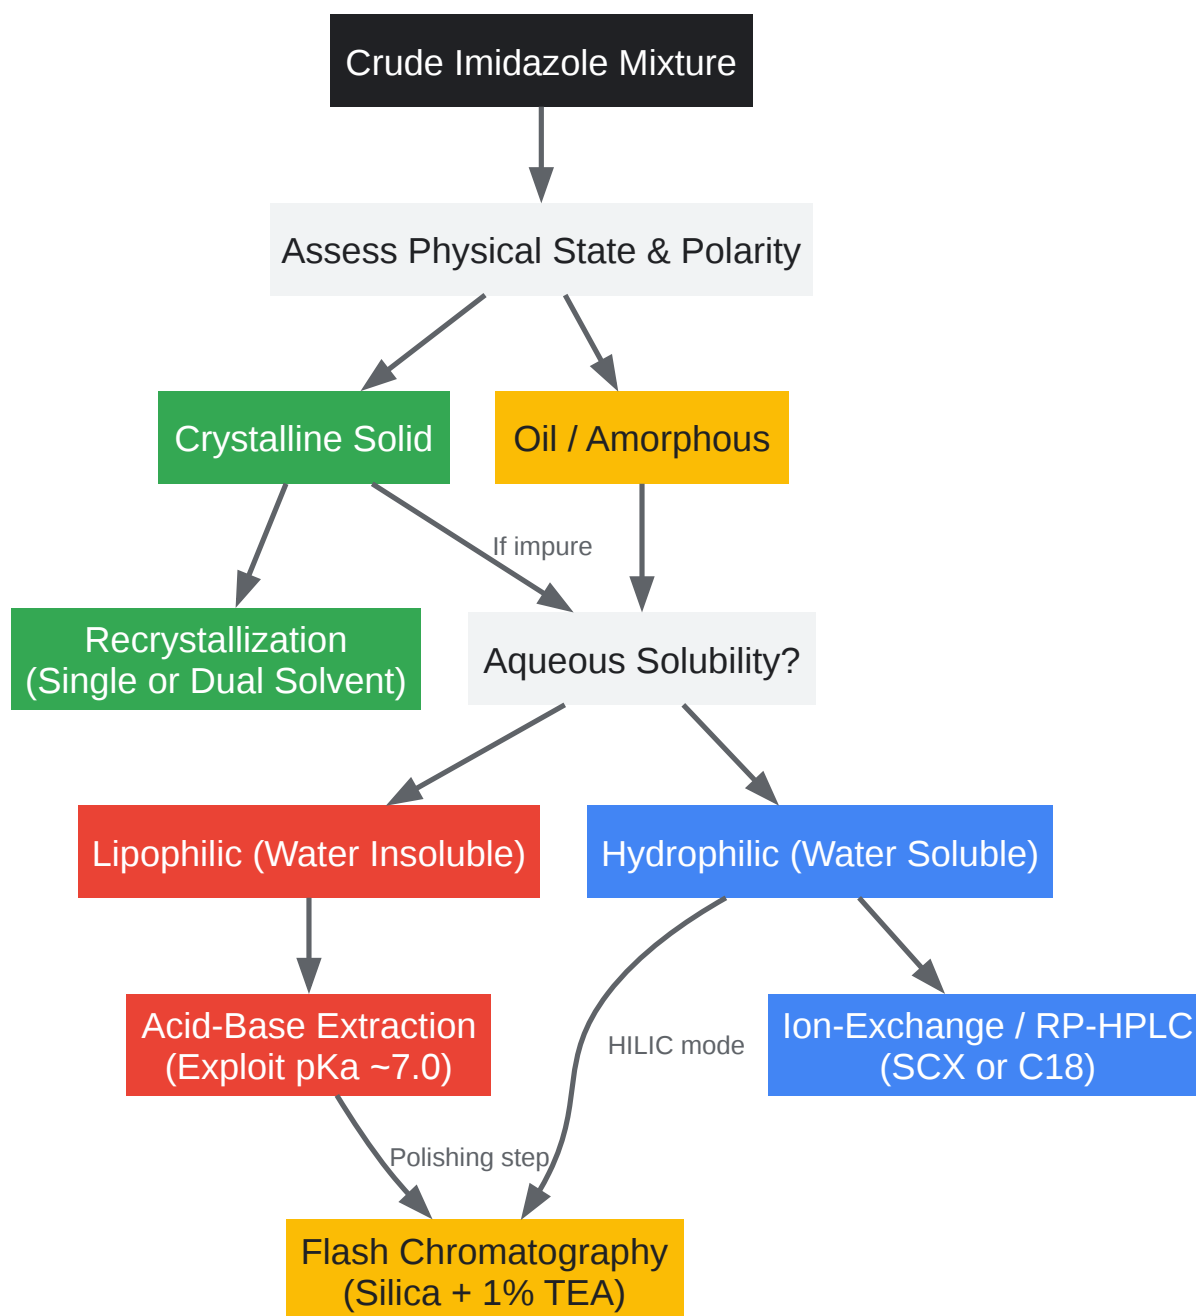 Crude Imidazole Mixture
Assess Physical State & Polarity
Crystalline Solid
Oil / Amorphous
If impure
Recrystallization
(Single or Dual Solvent)
Aqueous Solubility?
Lipophilic (Water Insoluble)
Hydrophilic (Water Soluble)
Acid-Base Extraction
(Exploit pKa ~7.0)
HILIC mode
Ion-Exchange / RP-HPLC
(SCX or C18)
Polishing step
Flash Chromatography
(Silica + 1% TEA)